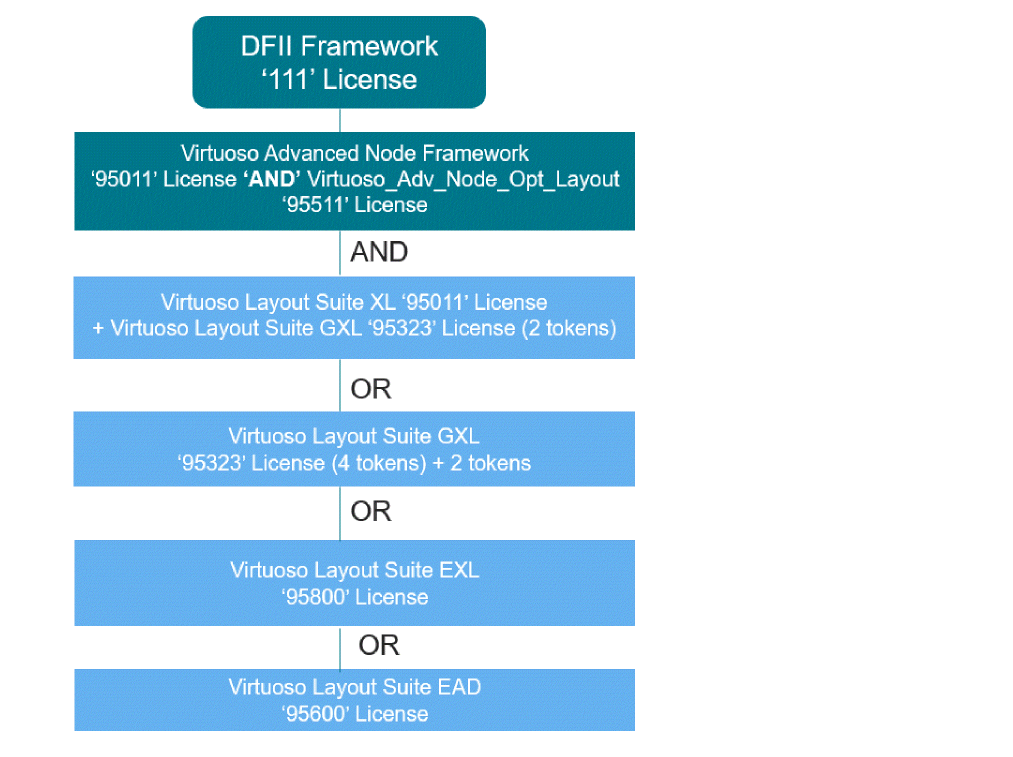 DFII Framework
‘111’ License
Virtuoso Advanced Node Framework
‘95011’ License ‘AND’ Virtuoso_Adv_Node_Opt_Layout
‘95511’ License
AND
Virtuoso Layout Suite XL ‘95011’ License
+ Virtuoso Layout Suite GXL ‘95323’ License (2 tokens)
OR
Virtuoso Layout Suite GXL
‘95323’ License (4 tokens) + 2 tokens
OR
Virtuoso Layout Suite EXL
‘95800’ License
OR
Virtuoso Layout Suite EAD
‘95600’ License